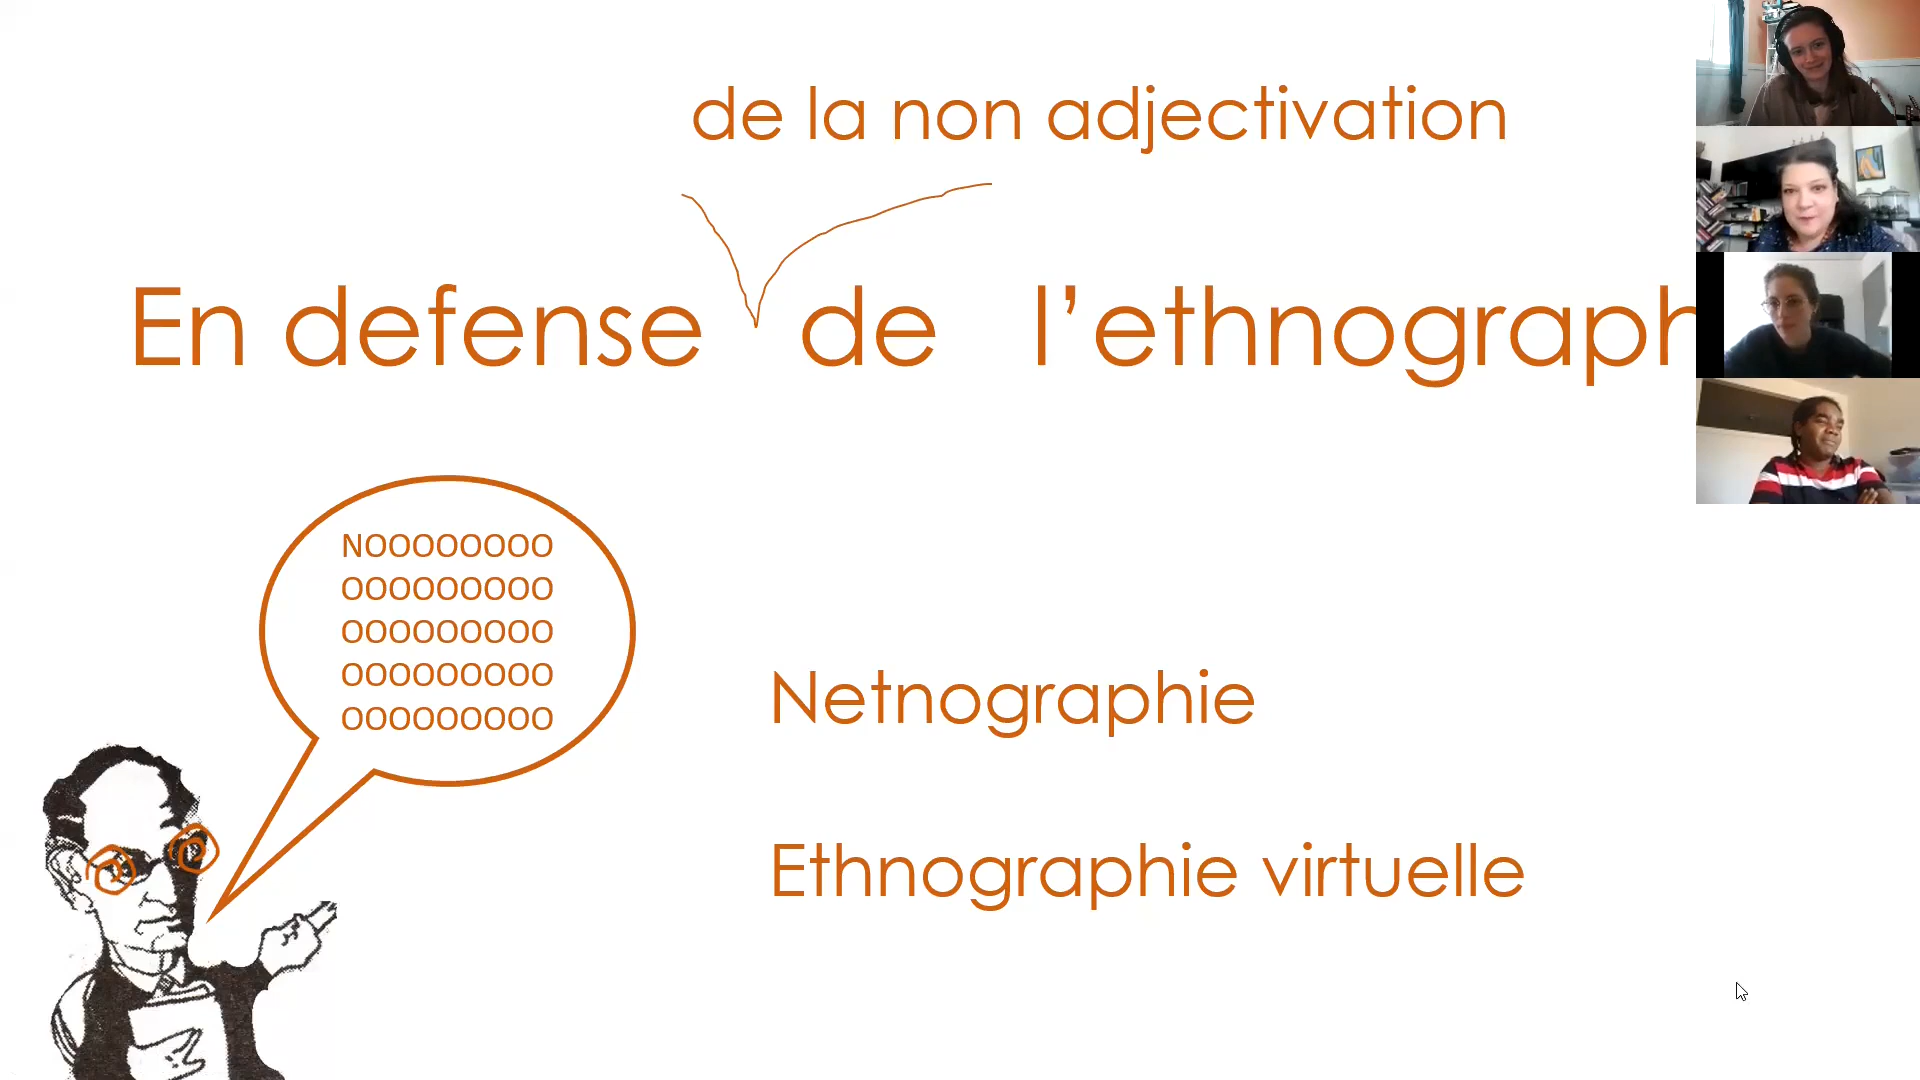 de la non adjectivation
En defense de l’ethnograph
NOOOOOOOO
OOOOOOOOO
OOOOOOOOO
OOOOOOOOO
OOOOOOOOO
Netnographie
Ethnographie virtuelle